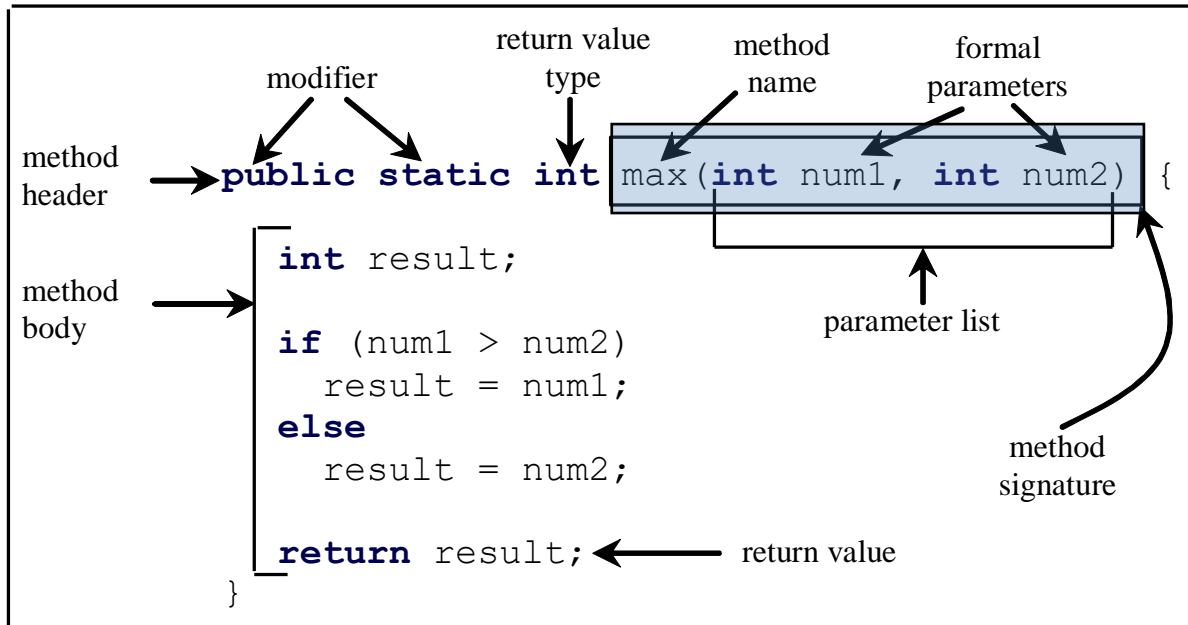 return value
type
method
name
formal
parameters
modifier
method
header
public static int max(int num1, int num2) {
int result;
method
body
parameter list
if (num1 > num2)
result = num1;
else
result = num2;
method
signature
return result;
return value
}